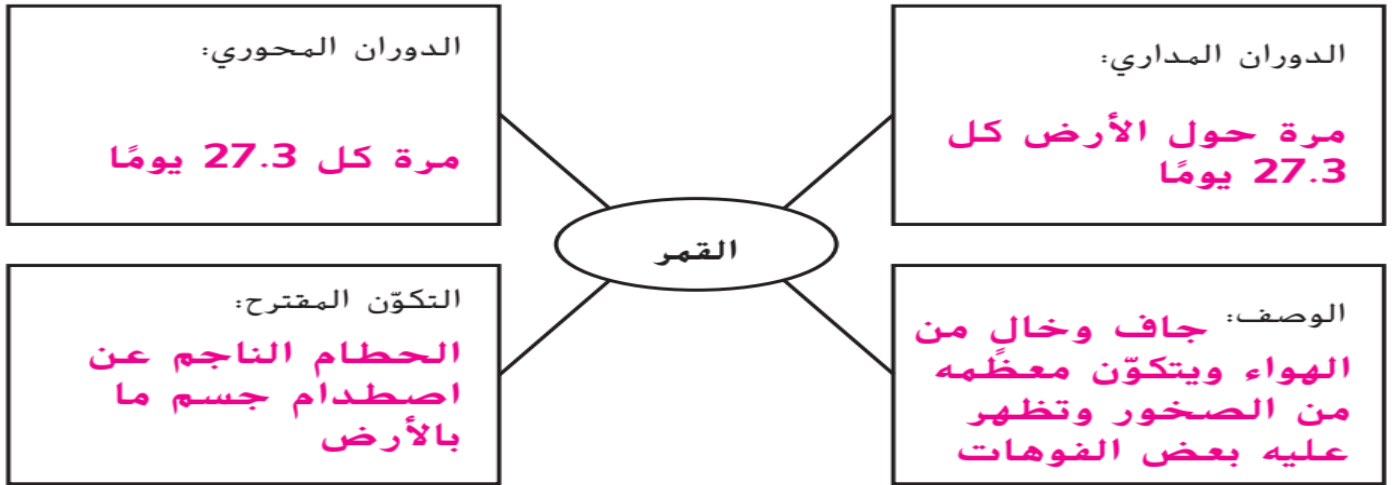 الدوران المداري:
مرة حول الأرض كل
27.3 يومًا
الدوران المحوري:
مرة كل 27.3 يومًا
القمر
الوصف: جاف وخالٍ من
الهواء ويتكوّن معظمه
من الصخور وتظهر
عليه بعض الفوهات
التكوّن المقترح:
الحطام الناجم عن
اصطدام جسم ما
بالأرض